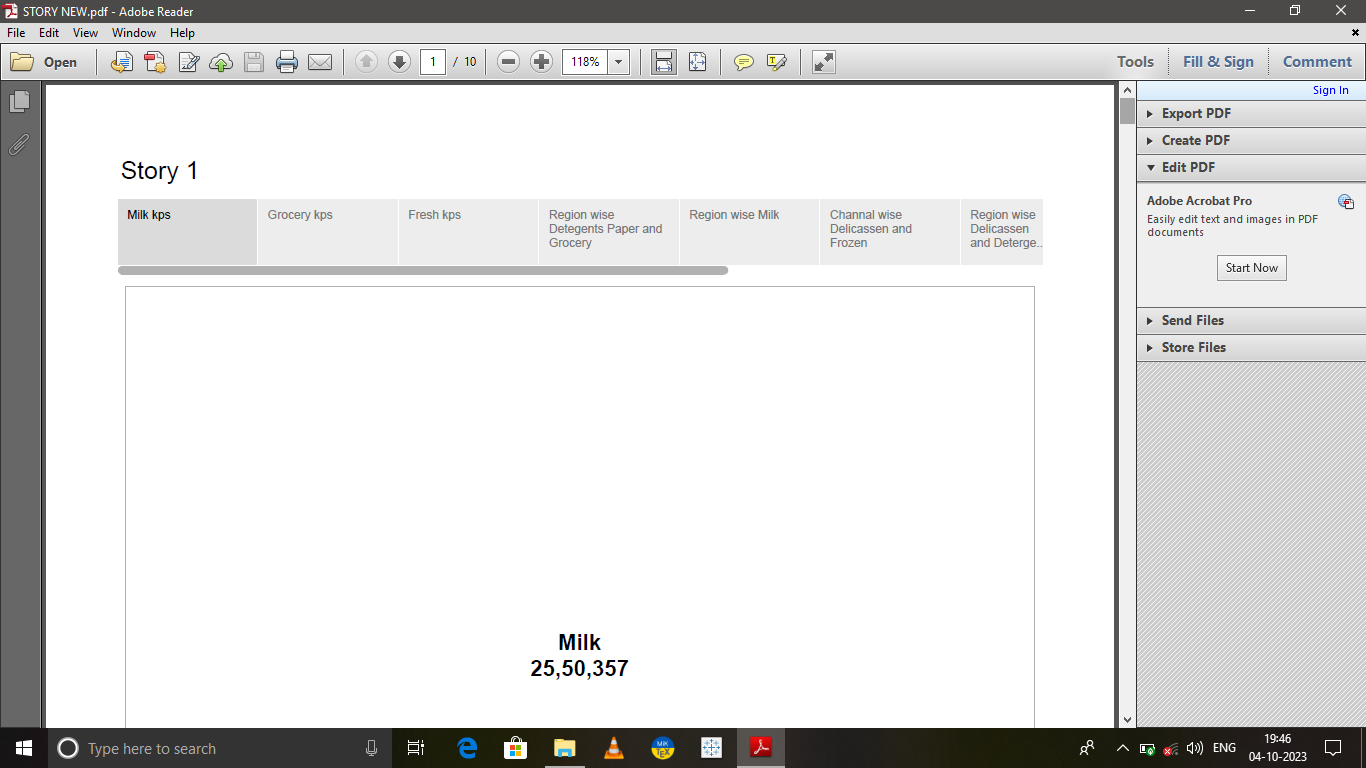 STORY NEW.pdf - Adobe Reader
File Edit View Window Help
Open 1 / 10 118% Tools Fill & Sign Comment
Sign In
Export PDF
Create PDF
Edit PDF
Adobe Acrobat Pro
Easily edit text and images in PDF
documents
Start Now
Send Files
Store Files
Story 1
Milk kps
Grocery kps
Fresh kps
Region wise
Detegents Paper and
Grocery
Region wise Milk
Channal wise
Delicassen and
Frozen
Region wise
Delicassen
and Deterge..
Milk
25,50,357
Type here to search
MiK
TEX
ENG
19:46
04-10-2023